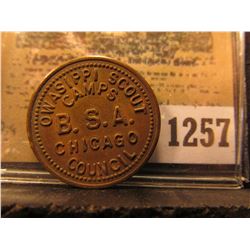 OWASIPPI SCOUT
CAMPS
B. S. A.
CHICAGO
COUNCIL
1257